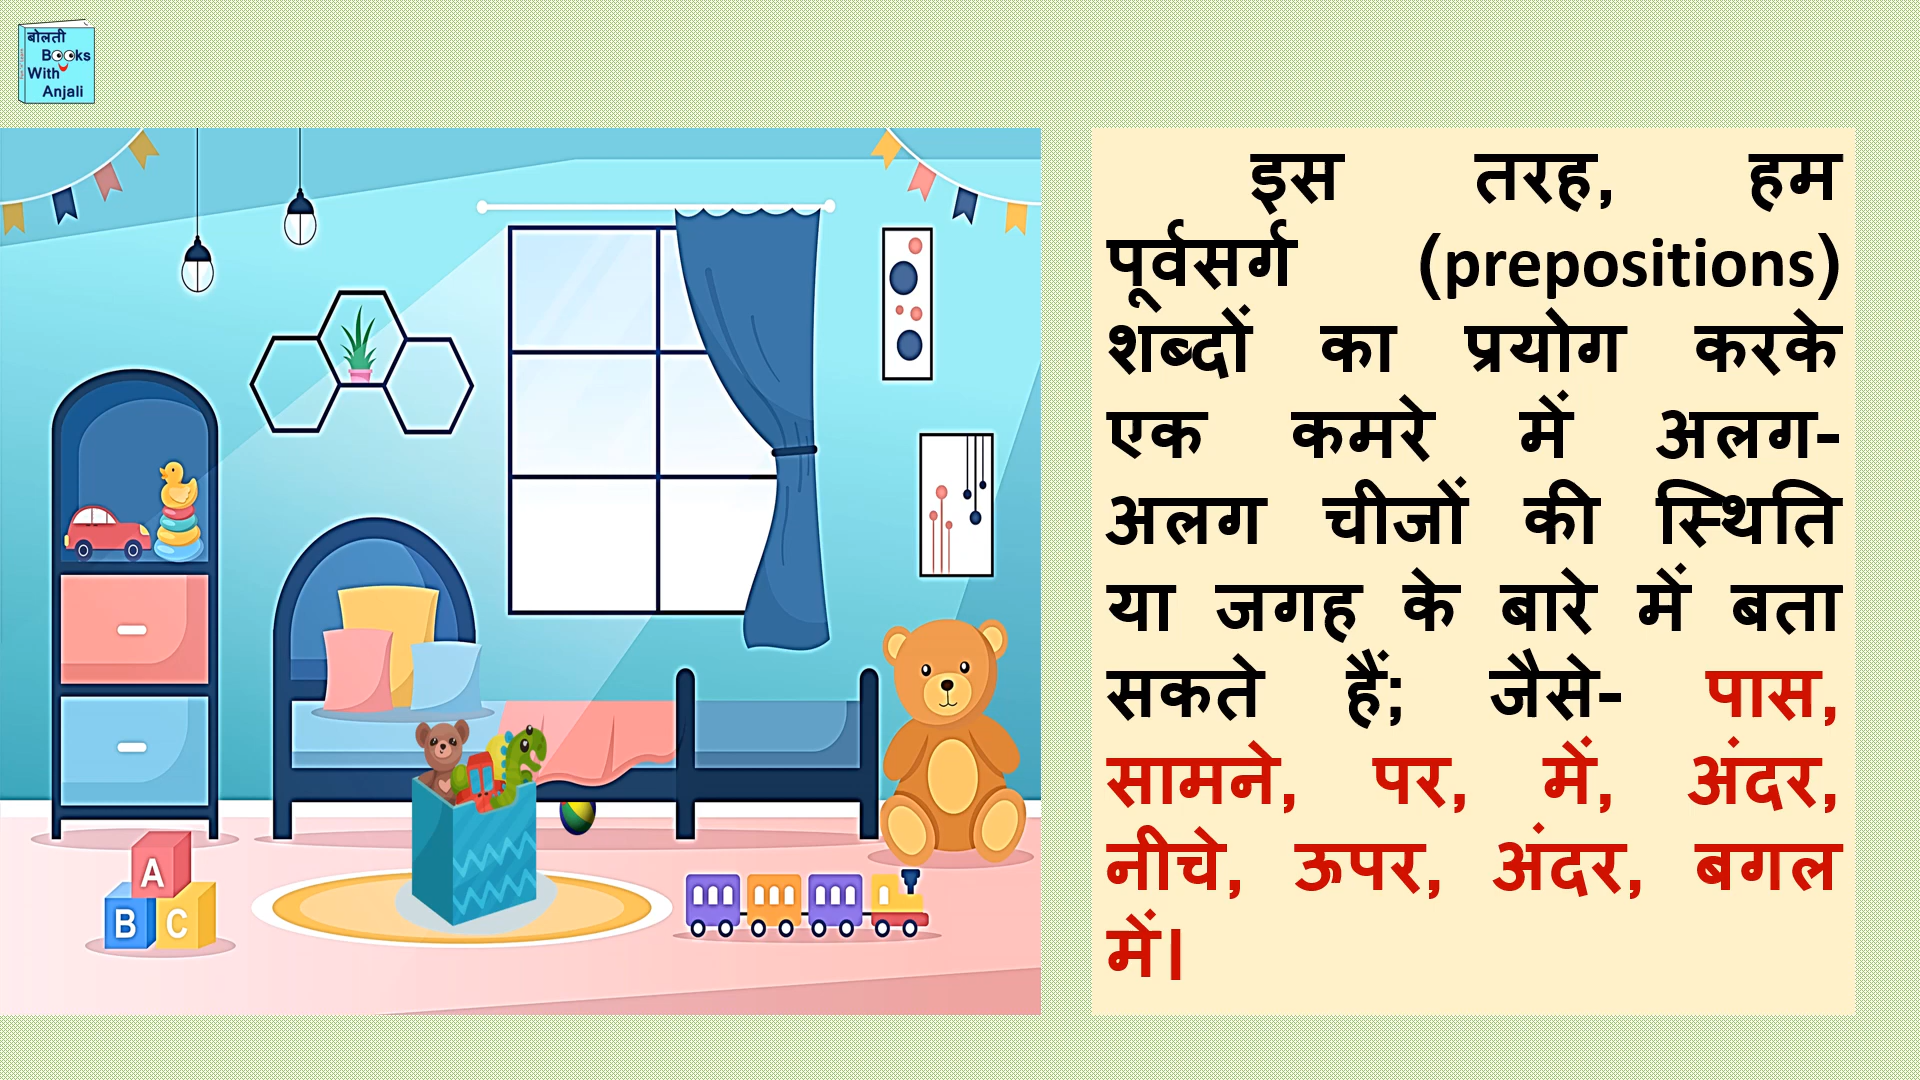 बोलती
Books
With
Anjali
इस तरह, हम
पूर्वसर्ग (prepositions)
शब्दों का प्रयोग करके
एक कमरे में अलग-
अलग चीजों की स्थिति
या जगह के बारे में बता
सकते हैं; जैसे- पास,
सामने, पर, में, अंदर,
नीचे, ऊपर, अंदर, बगल
में।
A
B C